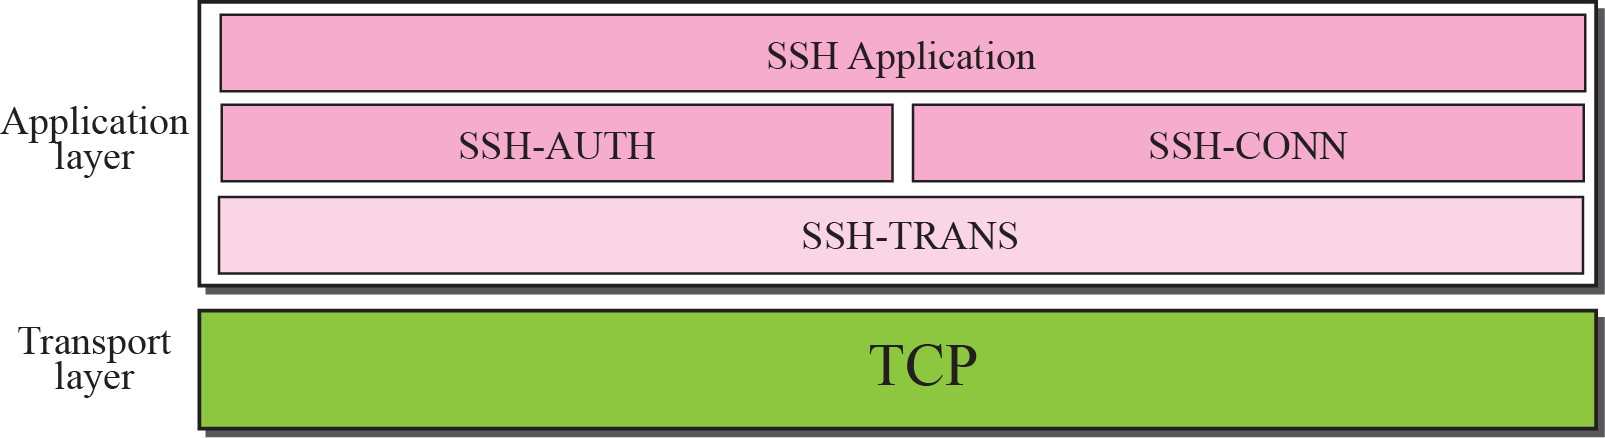 SSH Application
Application
layer
SSH-AUTH
SSH-CONN
SSH-TRANS
Transport
layer
TCP